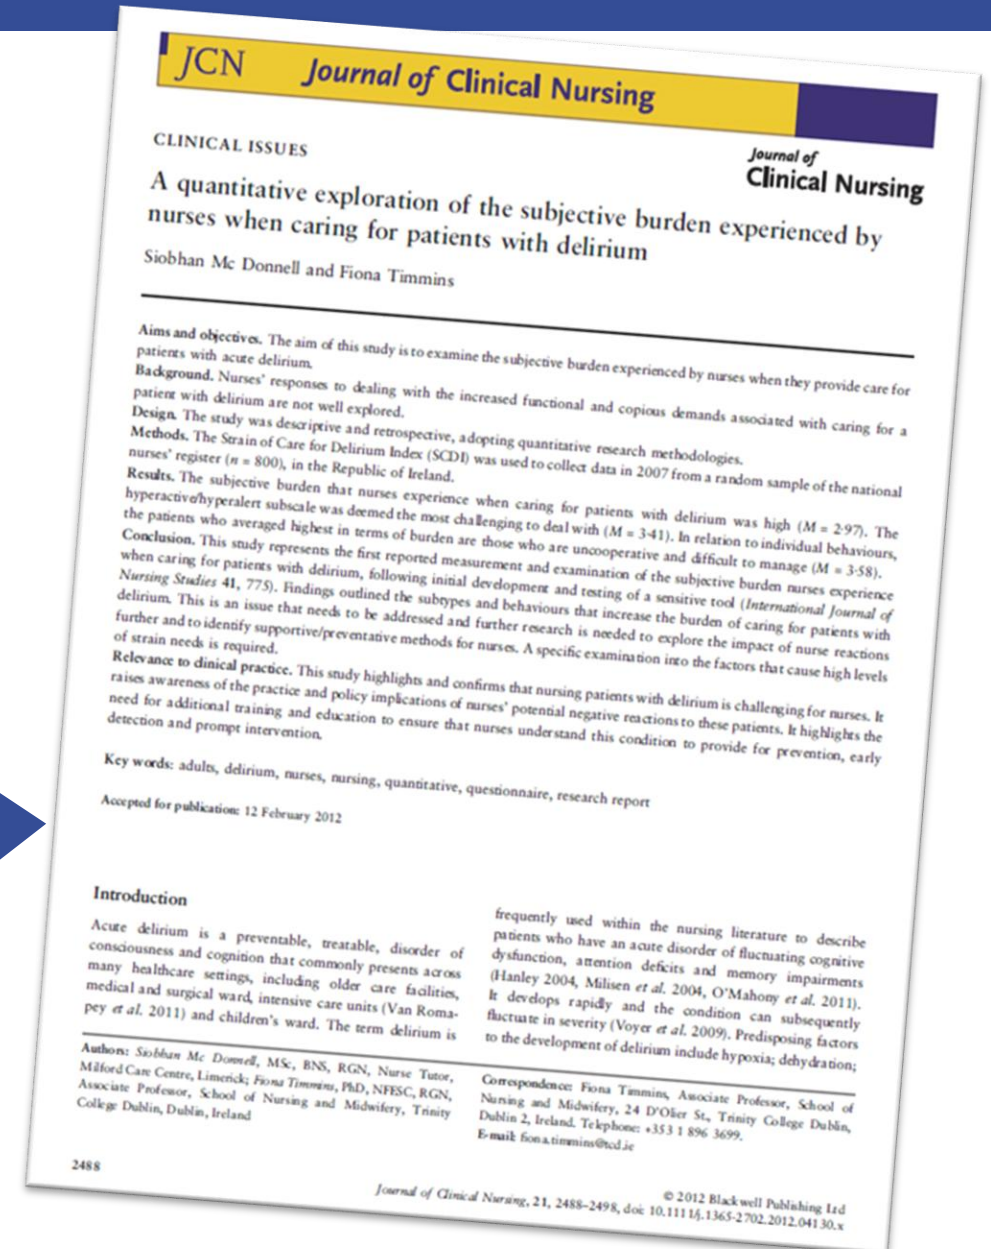 JCN Journal of Clinical Nursing
CLINICAL ISSUES
Journal of
Clinical Nursing
A quantitative exploration of the subjective burden experienced by
nurses when caring for patients with delirium
Siobhan Mc Donnell and Fiona Timmins
Aims and objectives. The aim of this study is to examine the subjective burden experienced by nurses when they provide care for
patients with acute delirium.
Background. Nurses' responses to dealing with the increased functional and copious demands associated with caring for a
patient with delirium are not well explored.
Design. The study was descriptive and retrospective, adopting quantitative research methodologies.
Methods. The Strain of Care for Delirium Index (SCDI) was used to collect data in 2007 from a random sample of the national
nurses' register (n = 800), in the Republic of Ireland.
Results. The subjective burden that nurses experience when caring for patients with delirium was high (M = 2·97). The
hyperactive/hyperalert subscale was deemed the most challenging to deal with (M = 3·41). In relation to individual behaviours,
the patients who averaged highest in terms of burden are those who are uncooperative and difficult to manage (M = 3·58).
Conclusion. This study represents the first reported measurement and examination of the subjective burden nurses experience
when caring for patients with delirium, following initial development and testing of a sensitive tool (International Journal of
Nursing Studies 41, 775). Findings outlined the subtypes and behaviours that increase the burden of caring for patients with
delirium. This is an issue that needs to be addressed and further research is needed to explore the impact of nurse reactions
further and to identify supportive/preventative methods for nurses. A specific examination into the factors that cause high levels
of strain needs is required.
Relevance to clinical practice. This study highlights and confirms that nursing patients with delirium is challenging for nurses. It
raises awareness of the practice and policy implications of nurses' potential negative reactions to these patients. It highlights the
need for additional training and education to ensure that nurses understand this condition to provide for prevention, early
detection and prompt intervention.
Key words: adults, delirium, nurses, nursing, quantitative, questionnaire, research report
Accepted for publication: 12 February 2012
Introduction
Acute delirium is a preventable, treatable, disorder of
consciousness and cognition that commonly presents across
many healthcare settings, including older care facilities,
medical and surgical ward, intensive care units (Van Roma-
pey et al. 2011) and children's ward. The term delirium is
frequently used within the nursing literature to describe
patients who have an acute disorder of fluctuating cognitive
dysfunction, attention deficits and memory impairments
(Hanley 2004, Milisen et al. 2004, O'Mahony et al. 2011).
It develops rapidly and the condition can subsequently
fluctuate in severity (Voyer et al. 2009). Predisposing factors
to the development of delirium include hypoxia; dehydration;
Authors: Siobhan Mc Donnell, MSc, BNS, RGN, Nurse Tutor,
Milford Care Centre, Limerick; Fiona Timmins, PhD, NFESC, RGN,
Associate Professor, School of Nursing and Midwifery, Trinity
College Dublin, Dublin, Ireland
Correspondence: Fiona Timmins, Associate Professor, School of
Nursing and Midwifery, 24 D'Olier St., Trinity College Dublin,
Dublin 2, Ireland. Telephone: +353 1 896 3699.
E-mail: fiona.timmins@tcd.ie
2488
© 2012 Blackwell Publishing Ltd
Journal of Clinical Nursing, 21, 2488–2498, doi: 10.1111/j.1365-2702.2012.04130.x